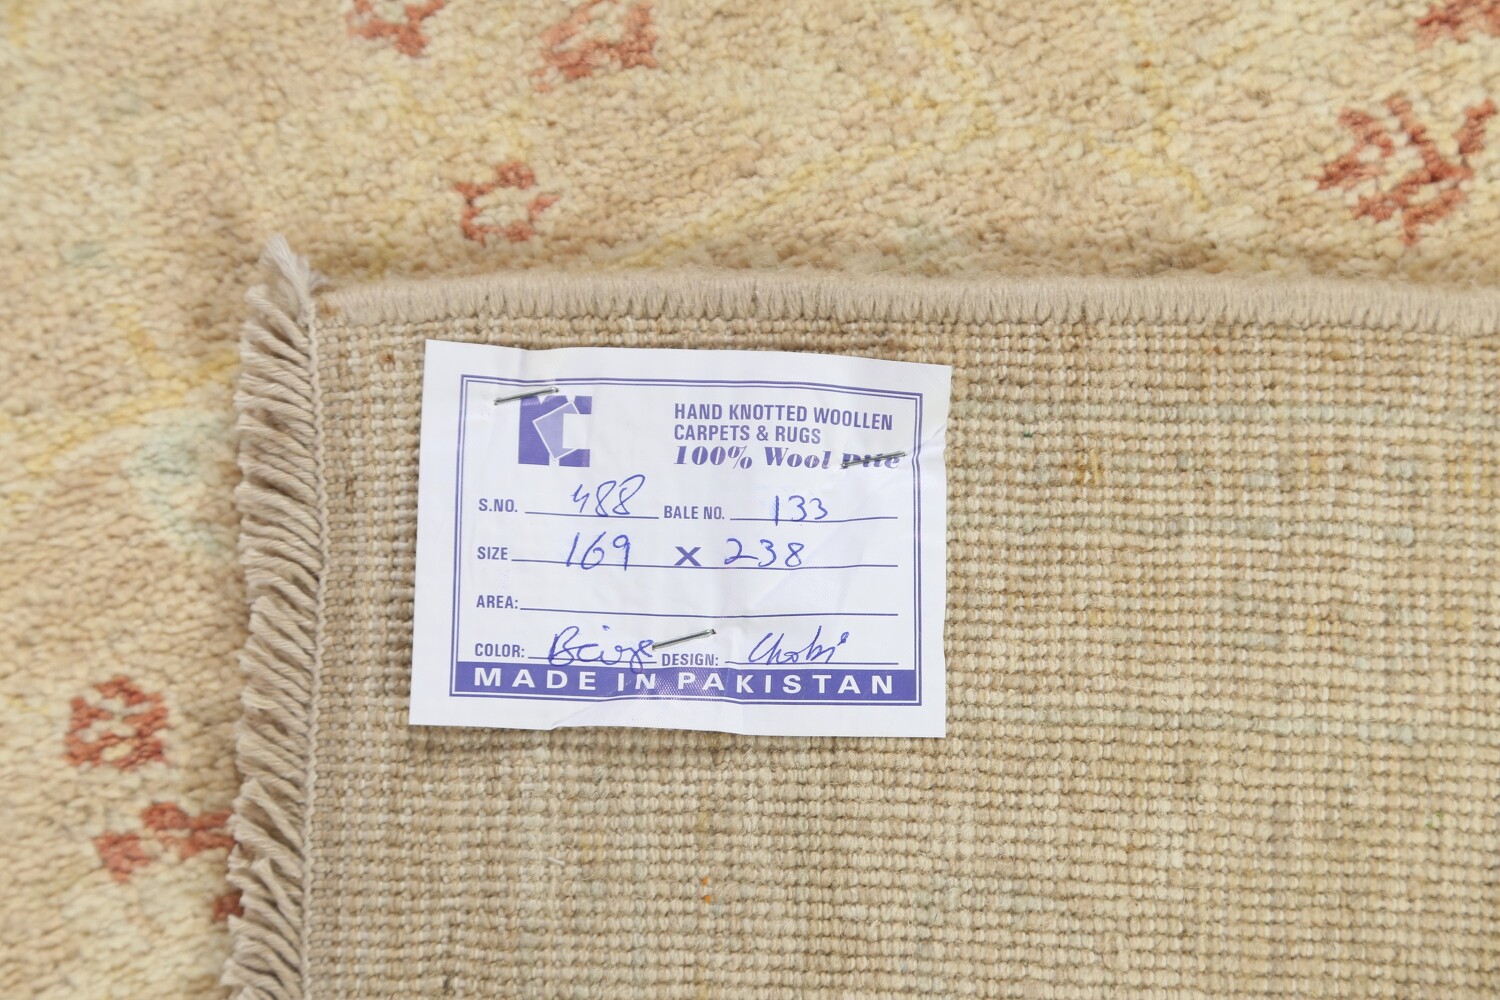 KC
HAND KNOTTED WOOLLEN
CARPETS & RUGS
100% Wool Pile
S.NO. 488 BALE NO. 133
SIZE 169 X 238
AREA:
COLOR: Beige DESIGN: Chobi
MADE IN PAKISTAN